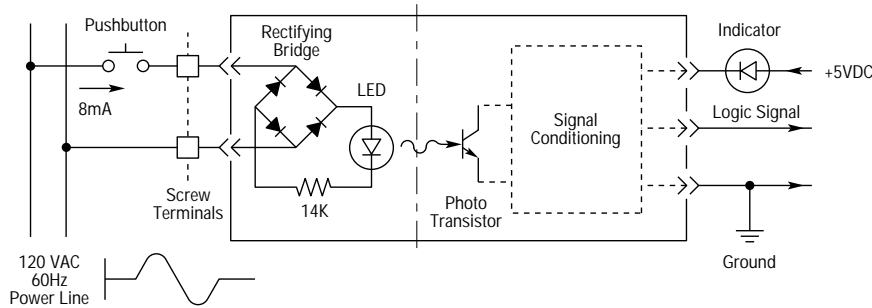 Pushbutton
8mA
Rectifying
Bridge
LED
14K
Screw
Terminals
Photo
Transistor
Signal
Conditioning
Indicator
+5VDC
Logic Signal
Ground
120 VAC
60Hz
Power Line